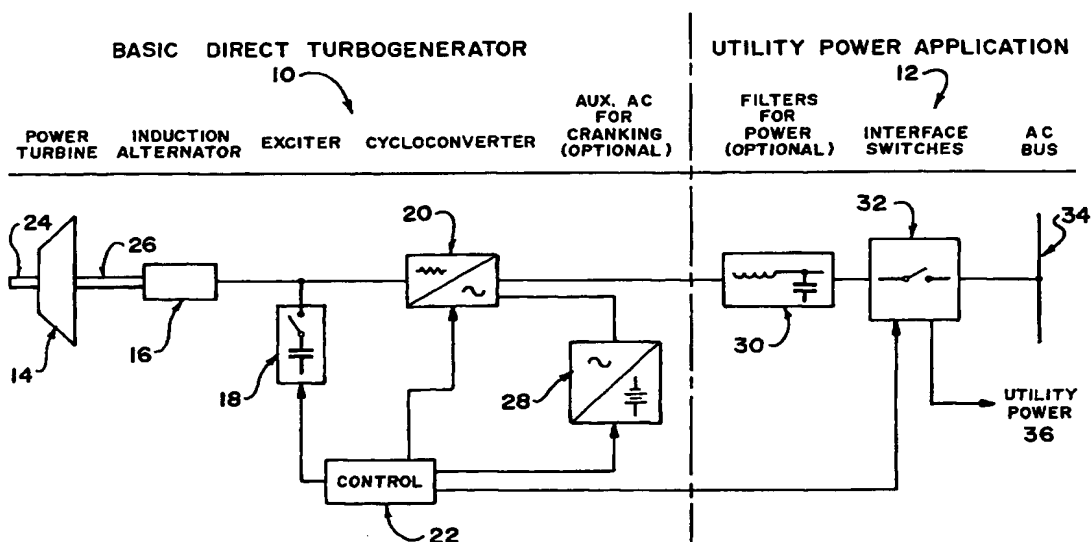 BASIC DIRECT TURBOGENERATOR
10
UTILITY POWER APPLICATION
12
POWER
TURBINE
INDUCTION
ALTERNATOR
EXCITER
CYCLOCONVERTER
AUX. AC
FOR
CRANKING
(OPTIONAL)
FILTERS
FOR
POWER
(OPTIONAL)
INTERFACE
SWITCHES
AC
BUS
24
26
20
32
34
14
16
18
28
30
UTILITY
POWER
36
CONTROL
22